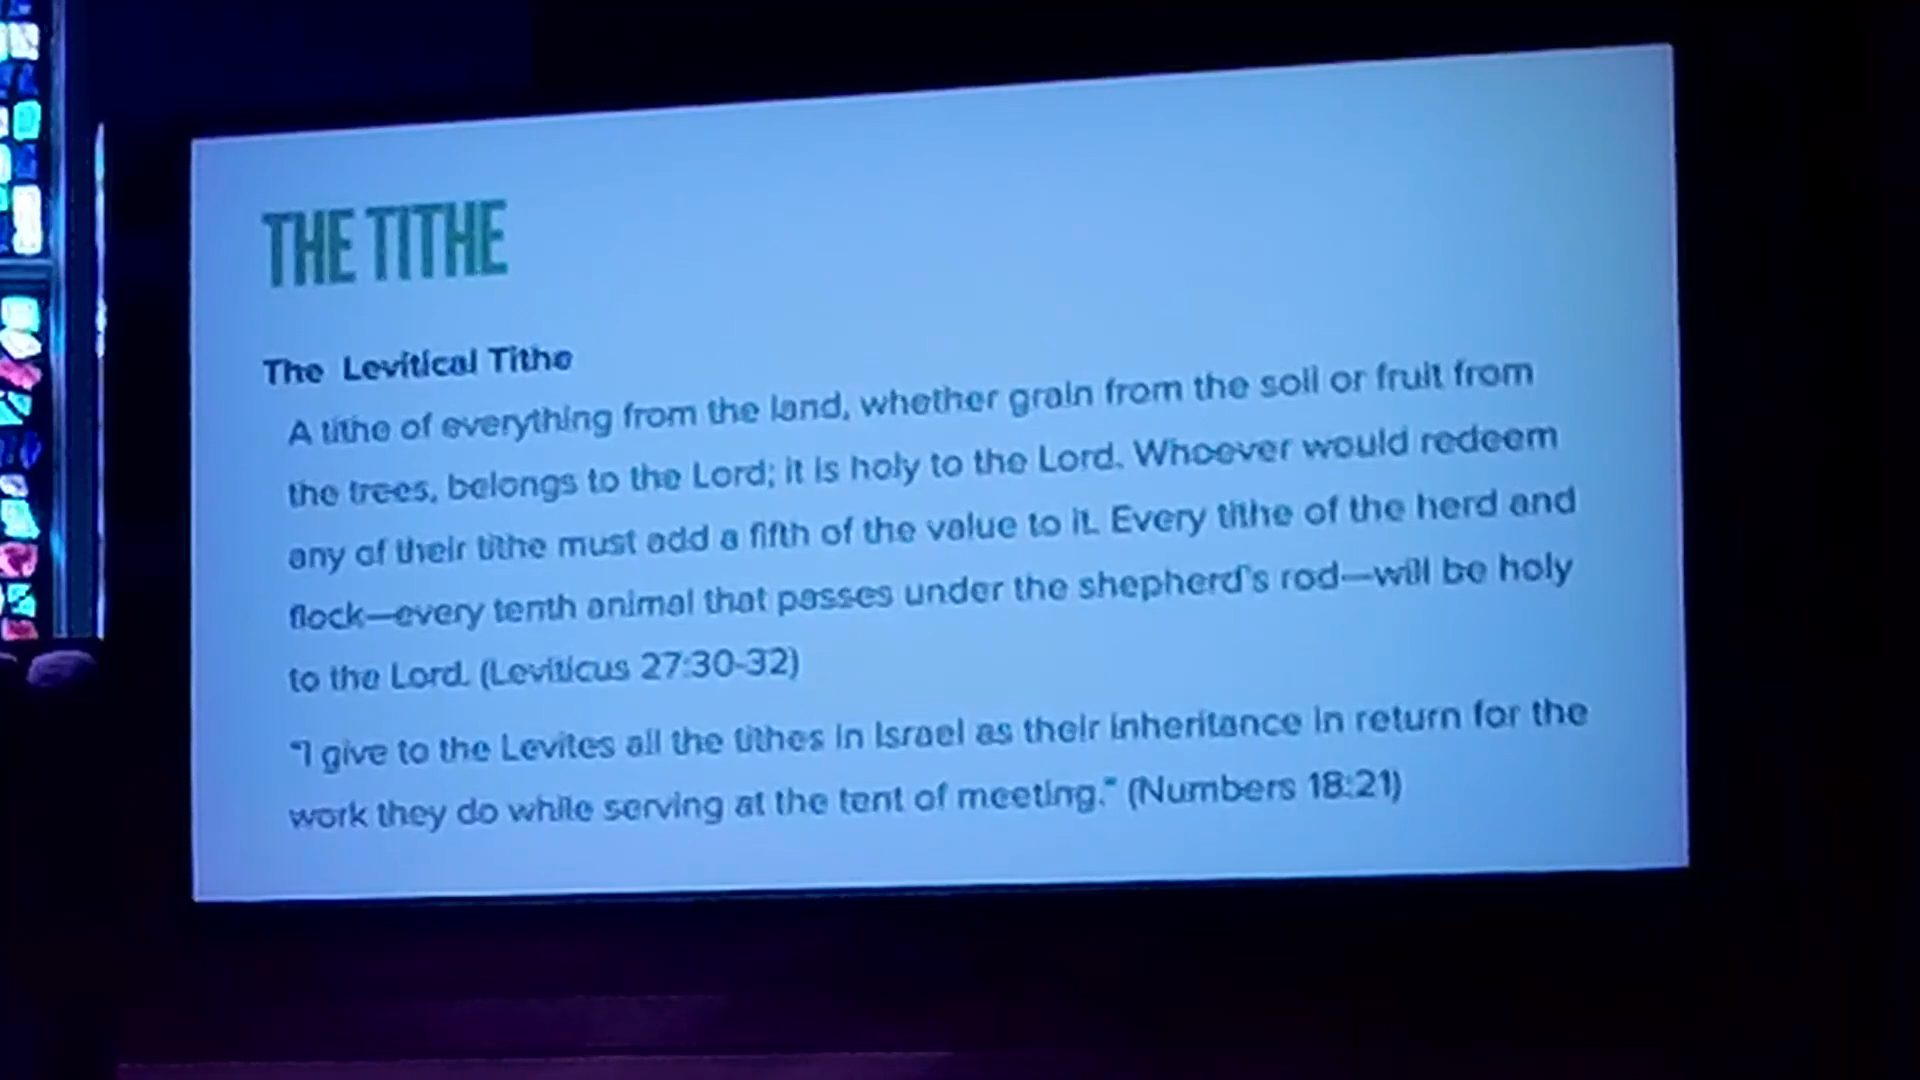 THE TITHE
The Levitical Tithe
A tithe of everything from the land, whether grain from the soil or fruit from
the trees, belongs to the Lord; it is holy to the Lord. Whoever would redeem
any of their tithe must add a fifth of the value to it. Every tithe of the herd and
flock—every tenth animal that passes under the shepherd's rod—will be holy
to the Lord. (Leviticus 27:30-32)
"I give to the Levites all the tithes in Israel as their inheritance in return for the
work they do while serving at the tent of meeting." (Numbers 18:21)